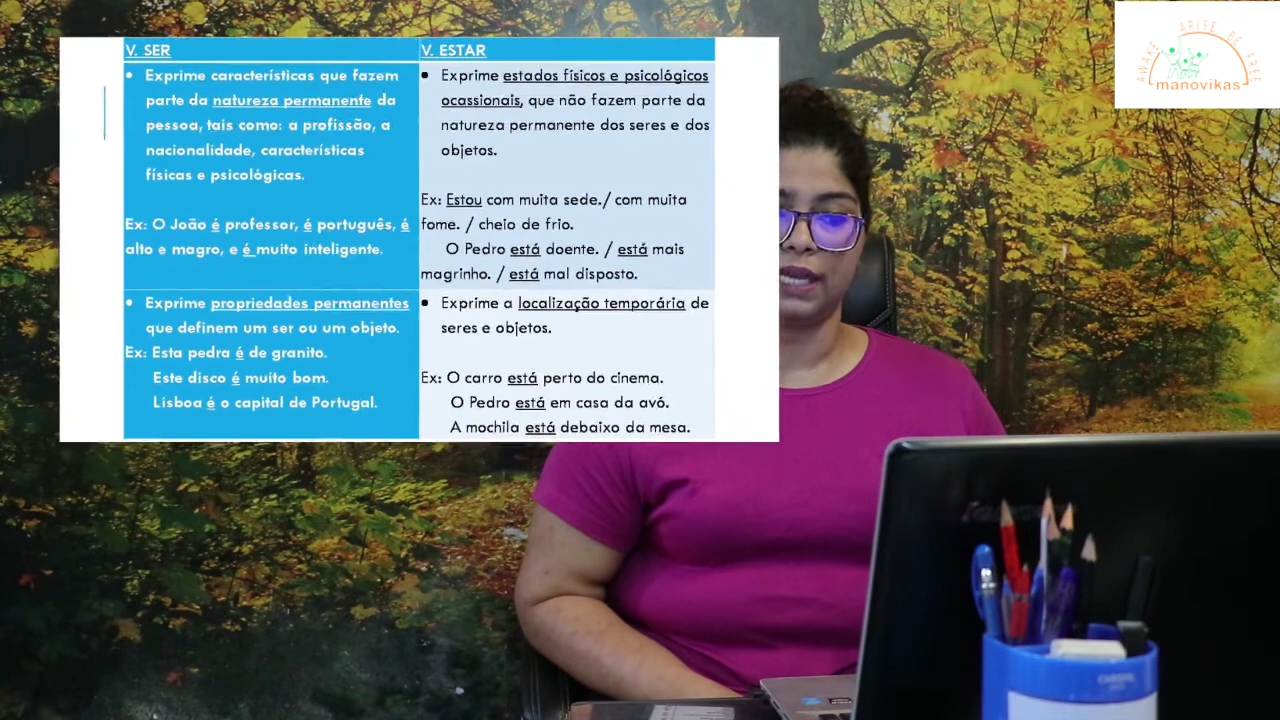 V. SER
• Exprime características que fazem
parte da natureza permanente da
pessoa, tais como: a profissão, a
nacionalidade, características
físicas e psicológicas.
Ex: O João é professor, é português, é
alto e magro, e é muito inteligente.
V. ESTAR
• Exprime estados físicos e psicológicos
ocassionais, que não fazem parte da
natureza permanente dos seres e dos
objetos.
Ex: Estou com muita sede./ com muita
fome. / cheio de frio.
O Pedro está doente. / está mais
magrinho. / está mal disposto.
• Exprime propriedades permanentes
que definem um ser ou um objeto.
Ex: Esta pedra é de granito.
Este disco é muito bom.
Lisboa é o capital de Portugal.
• Exprime a localização temporária de
seres e objetos.
Ex: O carro está perto do cinema.
O Pedro está em casa da avó.
A mochila está debaixo da mesa.
AWAKE ARISE BE FREE
manovikas